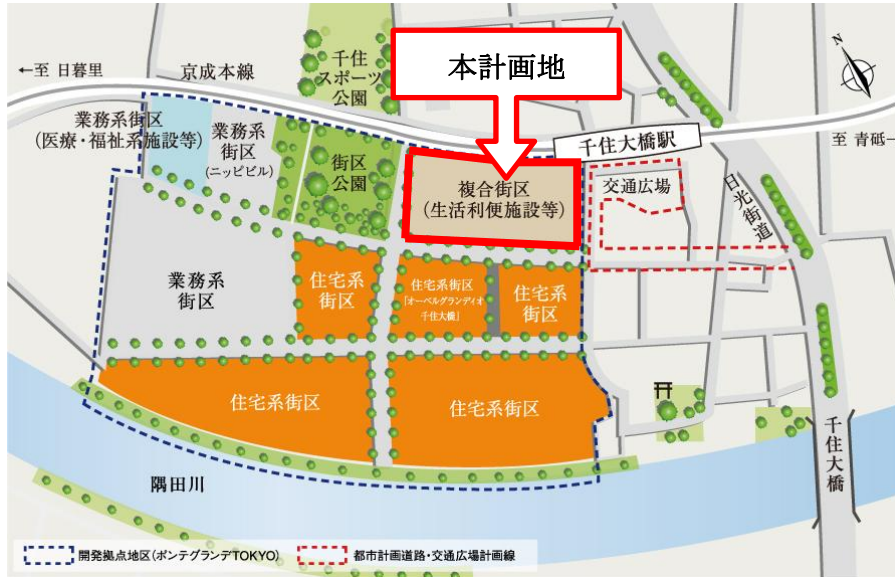 ←至 日暮里
京成本線
千住
スポーツ
公園
本計画地
N
業務系街区
(医療・福祉系施設等)
業務系
街区
(ニッピビル)
街区
公園
千住大橋駅
至 青砥→
複合街区
(生活利便施設等)
交通広場
日光街道
業務系
街区
住宅系
街区
住宅系街区
「オーベルグランディオ
千住大橋」
住宅系
街区
住宅系街区
住宅系街区
千住大橋
隅田川
開発拠点地区(ポンテグランデTOKYO)
都市計画道路・交通広場計画線